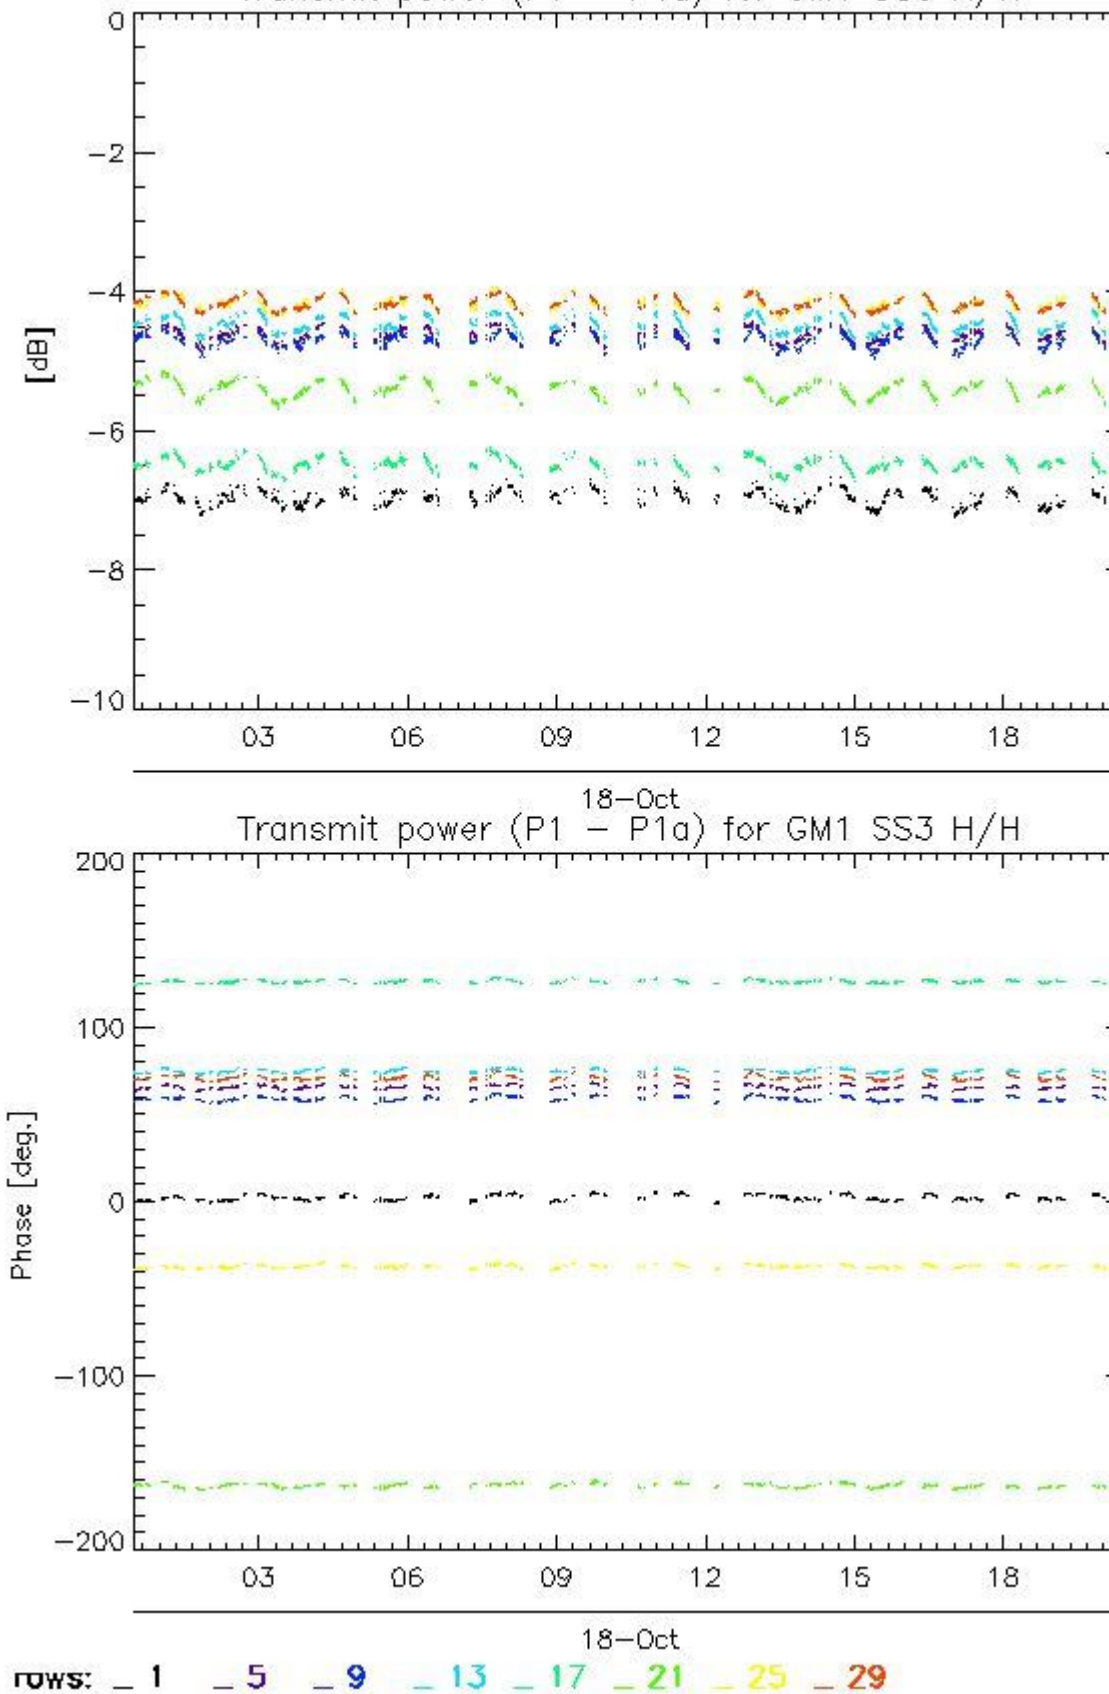 0
−2
−4
[dB]
−6
−8
−10
03 06 09 12 15 18
18−Oct
Transmit power (P1 − P1a) for GM1 SS3 H/H
200
100
Phase [deg.]
0
−100
−200
03 06 09 12 15 18
18−Oct
rows: _ 1 _ 5 _ 9 _ 13 _ 17 _ 21 _ 25 _ 29